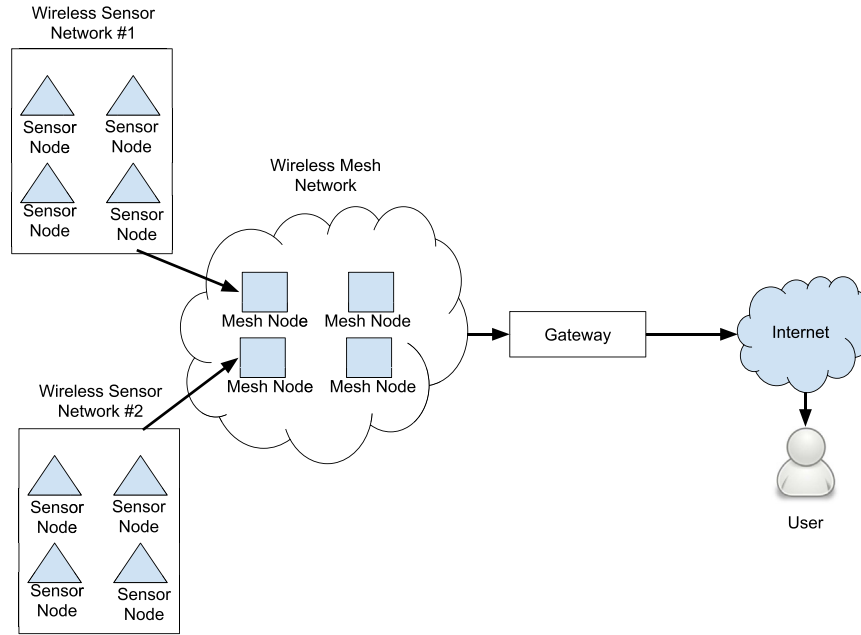 Wireless Sensor
Network #1
Sensor
Node
Sensor
Node
Sensor
Node
Sensor
Node
Wireless Mesh
Network
Mesh Node
Mesh Node
Mesh Node
Mesh Node
Gateway
Internet
User
Wireless Sensor
Network #2
Sensor
Node
Sensor
Node
Sensor
Node
Sensor
Node